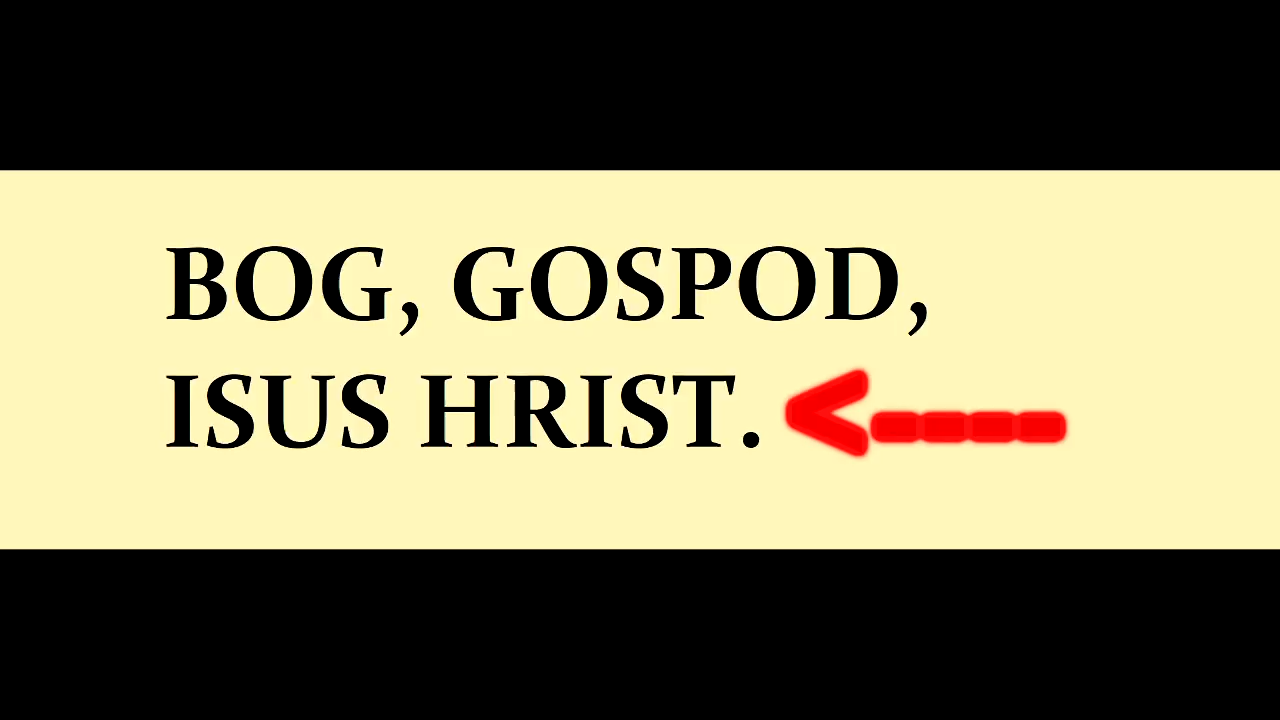 BOG, GOSPOD,
ISUS HRIST. <----